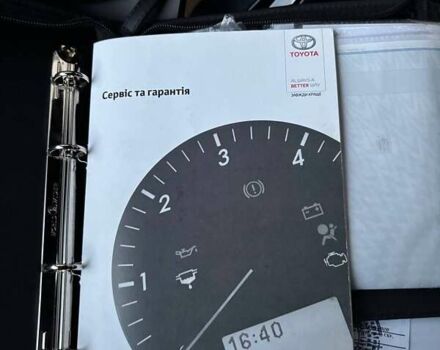 TOYOTA
ALWAYS A
BETTER WAY
ЗАВЖДИ КРАЩЕ
Сервіс та гарантія
3
4
2
1
16:40